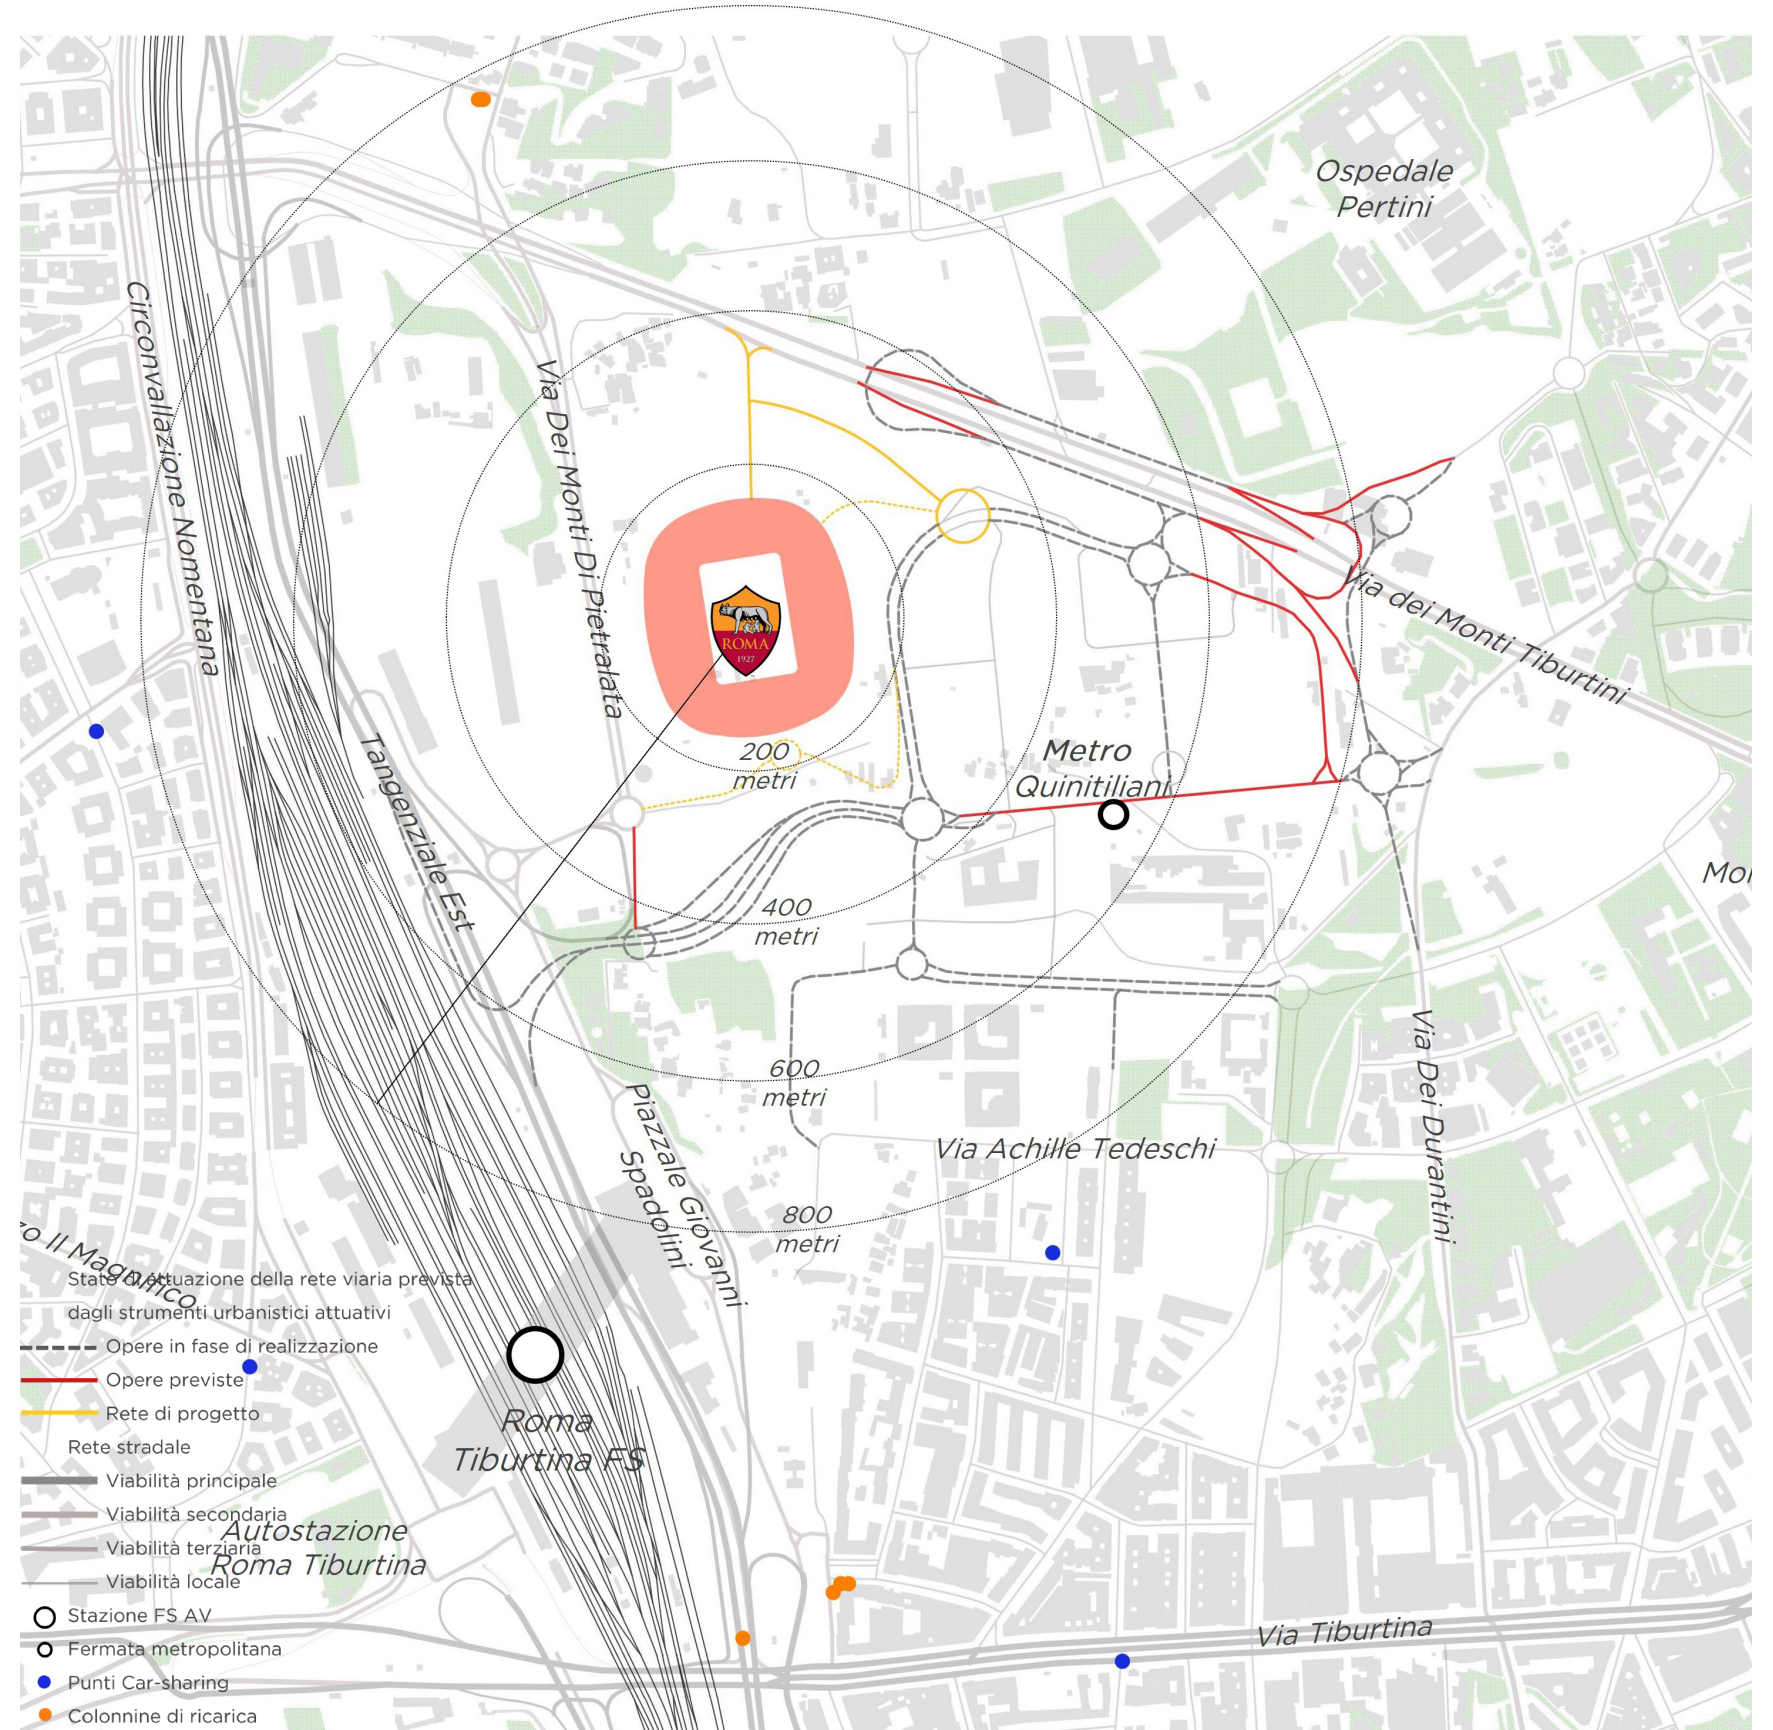 Ospedale
Pertini
Circonvallazione Nomentana
Via Dei Monti Di Pietralata
Via dei Monti Tiburtini
ROMA
1927
Tangenziale Est
200
metri
Metro
Quinitiliani
400
metri
600
metri
800
metri
Via Achille Tedeschi
Via Dei Durantini
Piazzale Giovanni
Spadolini
o II Magnifico
Stato di attuazione della rete viaria prevista
dagli strumenti urbanistici attuativi
Opere in fase di realizzazione
Opere previste
Rete di progetto
Rete stradale
Viabilità principale
Viabilità secondaria
Viabilità terziaria
Viabilità locale
Stazione FS AV
Fermata metropolitana
Punti Car-sharing
Colonnine di ricarica
Roma
Tiburtina FS
Autostazione
Roma Tiburtina
Via Tiburtina